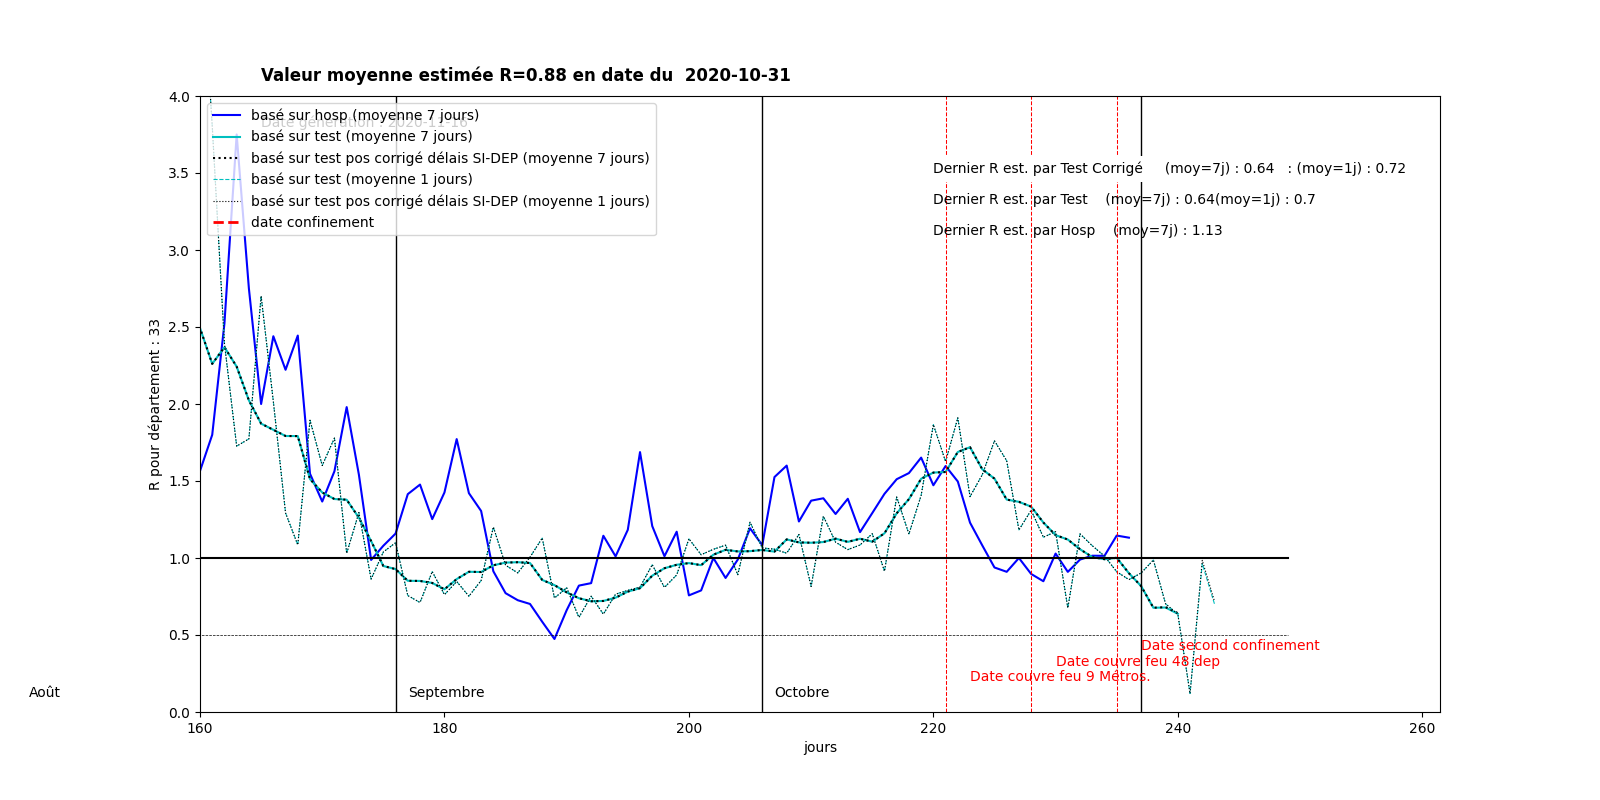 Valeur moyenne estimée R=0.88 en date du  2020-10-31
4.0
basé sur hosp (moyenne 7 jours)
Date génération : 2020-11-16
basé sur test (moyenne 7 jours)
basé sur test pos corrigé délais SI-DEP (moyenne 7 jours)
basé sur test (moyenne 1 jours)
basé sur test pos corrigé délais SI-DEP (moyenne 1 jours)
date confinement
Dernier R est. par Test Corrigé     (moy=7j) : 0.64   : (moy=1j) : 0.72
Dernier R est. par Test    (moy=7j) : 0.64(moy=1j) : 0.7
Dernier R est. par Hosp    (moy=7j) : 1.13
3.5
3.0
2.5
2.0
1.5
1.0
0.5
0.0
R pour département : 33
Date second confinement
Date couvre feu 48 dep
Date couvre feu 9 Métros.
Août
Septembre
Octobre
160 180 200 220 240 260
jours